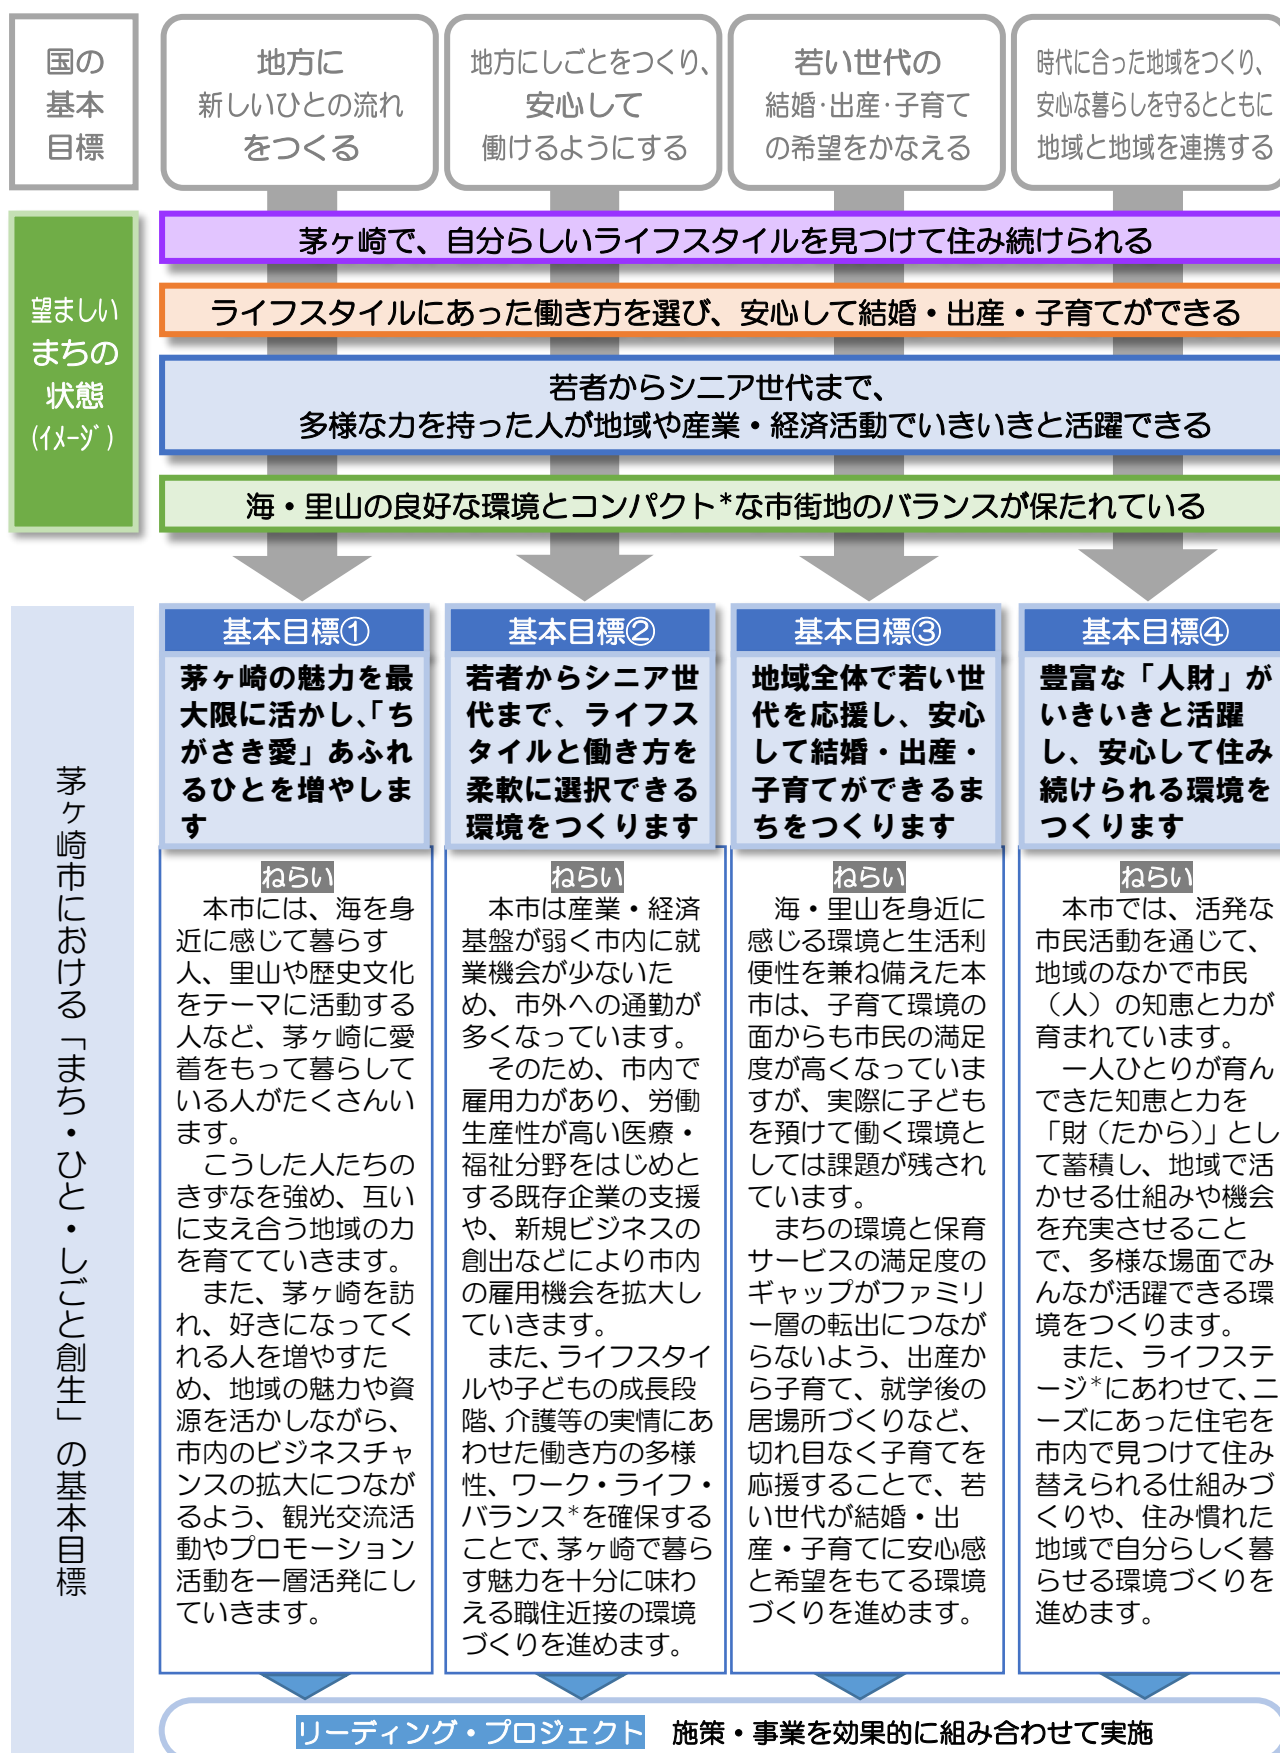 国の
基本
目標
地方に
新しいひとの流れ
をつくる
地方にしごとをつくり、
安心して
働けるようにする
若い世代の
結婚・出産・子育て
の希望をかなえる
時代に合った地域をつくり、
安心な暮らしを守るとともに
地域と地域を連携する
望ましい
まちの
状態
(イメージ)
茅ヶ崎で、自分らしいライフスタイルを見つけて住み続けられる
ライフスタイルにあった働き方を選び、安心して結婚・出産・子育てができる
若者からシニア世代まで、
多様な力を持った人が地域や産業・経済活動でいきいきと活躍できる
海・里山の良好な環境とコンパクト*な市街地のバランスが保たれている
茅ヶ崎市における「まち・ひと・しごと創生」の基本目標
基本目標①
茅ヶ崎の魅力を最
大限に活かし、「ち
がさき愛」あふれ
るひとを増やしま
す
ねらい
本市には、海を身
近に感じて暮らす
人、里山や歴史文化
をテーマに活動する
人など、茅ヶ崎に愛
着をもって暮らして
いる人がたくさんい
ます。
こうした人たちの
きずなを強め、互い
に支え合う地域の力
を育てていきます。
また、茅ヶ崎を訪
れ、好きになってく
れる人を増やすた
め、地域の魅力や資
源を活かしながら、
市内のビジネスチャ
ンスの拡大につなが
るよう、観光交流活
動やプロモーション
活動を一層活発にし
ていきます。
基本目標②
若者からシニア世
代まで、ライフス
タイルと働き方を
柔軟に選択できる
環境をつくります
ねらい
本市は産業・経済
基盤が弱く市内に就
業機会が少ないた
め、市外への通勤が
多くなっています。
そのため、市内で
雇用力があり、労働
生産性が高い医療・
福祉分野をはじめと
する既存企業の支援
や、新規ビジネスの
創出などにより市内
の雇用機会を拡大し
ていきます。
また、ライフスタイ
ルや子どもの成長段
階、介護等の実情にあ
わせた働き方の多様
性、ワーク・ライフ・
バランス*を確保する
ことで、茅ヶ崎で暮ら
す魅力を十分に味わ
える職住近接の環境
づくりを進めます。
基本目標③
地域全体で若い世
代を応援し、安心
して結婚・出産・
子育てができるま
ちをつくります
ねらい
海・里山を身近に
感じる環境と生活利
便性を兼ね備えた本
市は、子育て環境の
面からも市民の満足
度が高くなっていま
すが、実際に子ども
を預けて働く環境と
しては課題が残され
ています。
まちの環境と保育
サービスの満足度の
ギャップがファミリ
ー層の転出につなが
らないよう、出産か
ら子育て、就学後の
居場所づくりなど、
切れ目なく子育てを
応援することで、若
い世代が結婚・出
産・子育てに安心感
と希望をもてる環境
づくりを進めます。
基本目標④
豊富な「人財」が
いきいきと活躍
し、安心して住み
続けられる環境を
つくります
ねらい
本市では、活発な
市民活動を通じて、
地域のなかで市民
（人）の知恵と力が
育まれています。
一人ひとりが育ん
できた知恵と力を
「財（たから）」とし
て蓄積し、地域で活
かせる仕組みや機会
を充実させること
で、多様な場面でみ
んなが活躍できる環
境をつくります。
また、ライフステ
ージ*にあわせて、ニ
ーズにあった住宅を
市内で見つけて住み
替えられる仕組みづ
くりや、住み慣れた
地域で自分らしく暮
らせる環境づくりを
進めます。
リーディング・プロジェクト 施策・事業を効果的に組み合わせて実施